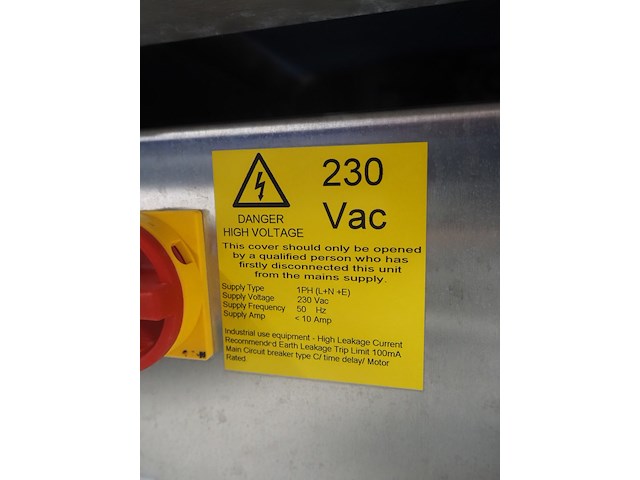 230
Vac
DANGER
HIGH VOLTAGE
This cover should only be opened
by a qualified person who has
firstly disconnected this unit
from the mains supply.
Supply Type 1PH (L+N +E)
Supply Voltage 230 Vac
Supply Frequency 50 Hz
Supply Amp < 10 Amp
Industrial use equipment - High Leakage Current
Recommendrd Earth Leakage Trip Limit 100mA
Main Circuit breaker type C/ time delay/ Motor
Rated